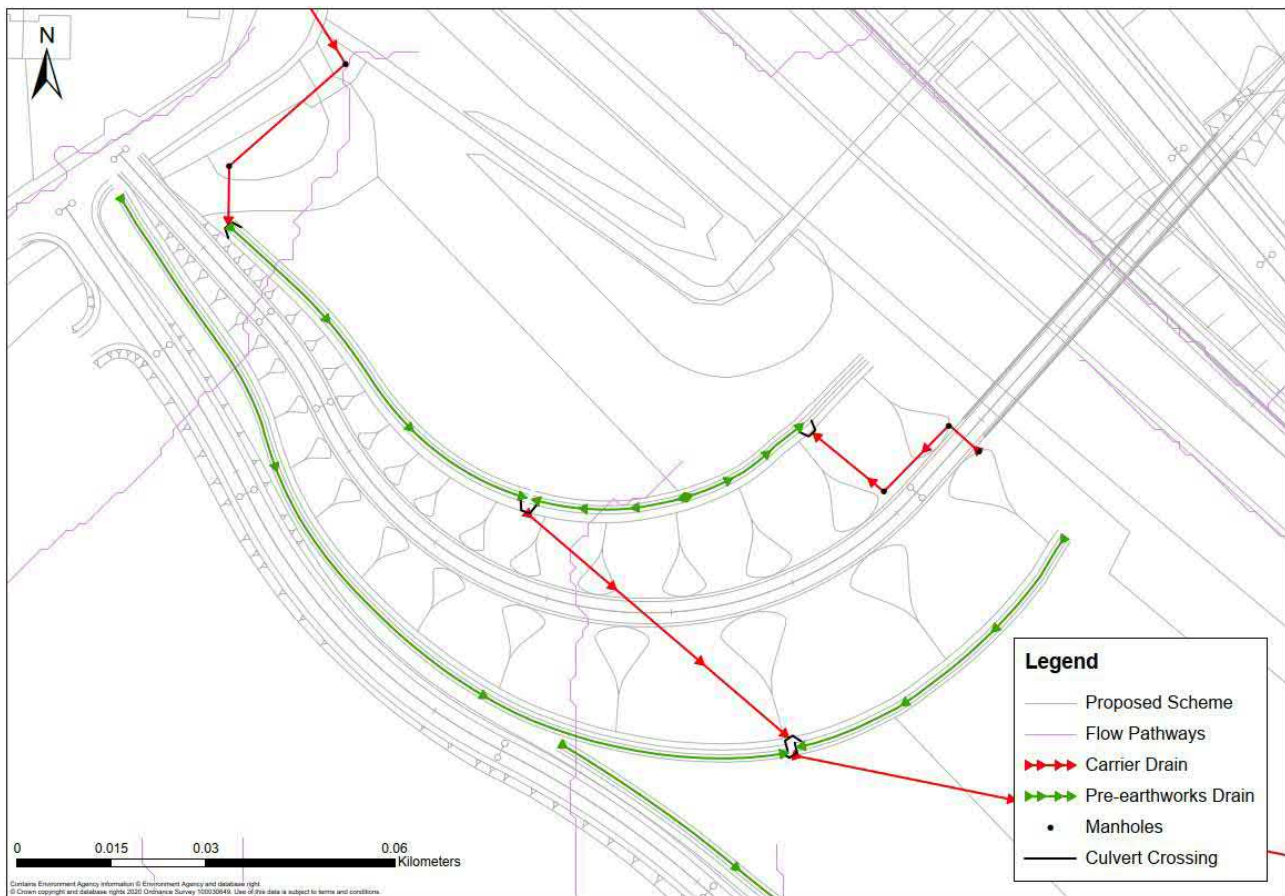 N
Legend
Proposed Scheme
Flow Pathways
Carrier Drain
Pre-earthworks Drain
Manholes
Culvert Crossing
0 0.015 0.03 0.06
Kilometers
Contains Environment Agency information © Environment Agency and database right
© Crown copyright and database rights 2020 Ordnance Survey 100030649. Use of this data is subject to terms and conditions.